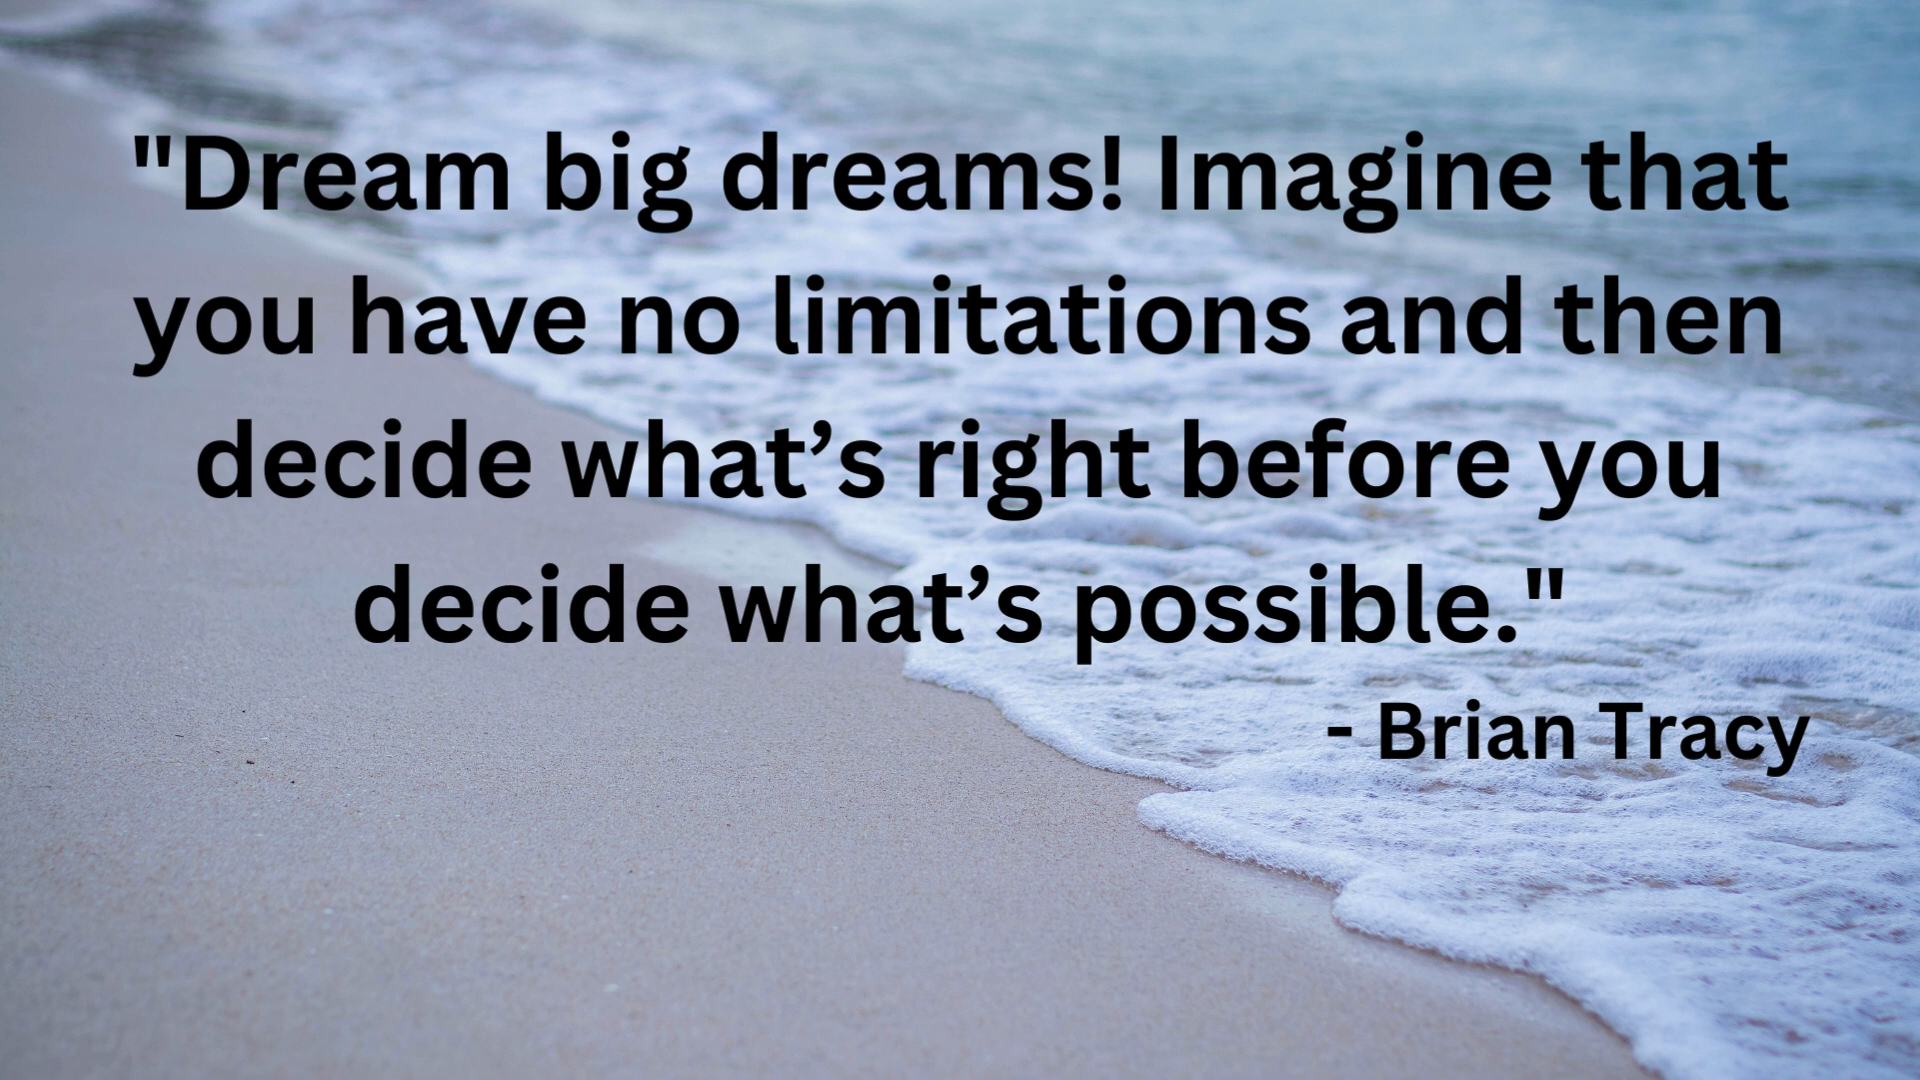 "Dream big dreams! Imagine that
you have no limitations and then
decide what’s right before you
decide what’s possible."
- Brian Tracy